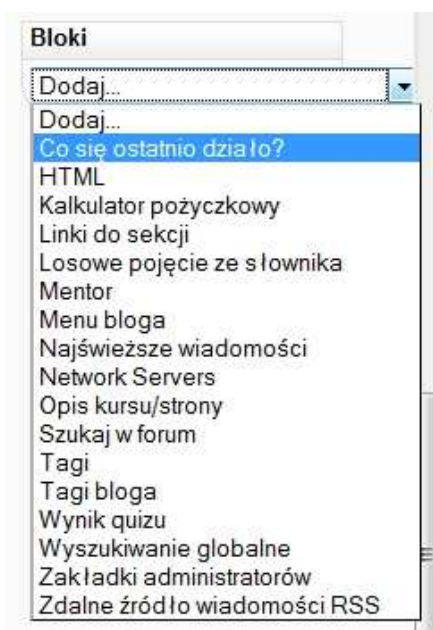 Bloki
Dodaj...
Dodaj...
Co się ostatnio działo?
HTML
Kalkulator pożyczkowy
Linki do sekcji
Losowe pojęcie ze słownika
Mentor
Menu bloga
Najświeższe wiadomości
Network Servers
Opis kursu/strony
Szukaj w forum
Tagi
Tagi bloga
Wynik quizu
Wyszukiwanie globalne
Zakładki administratorów
Zdalne źródło wiadomości RSS